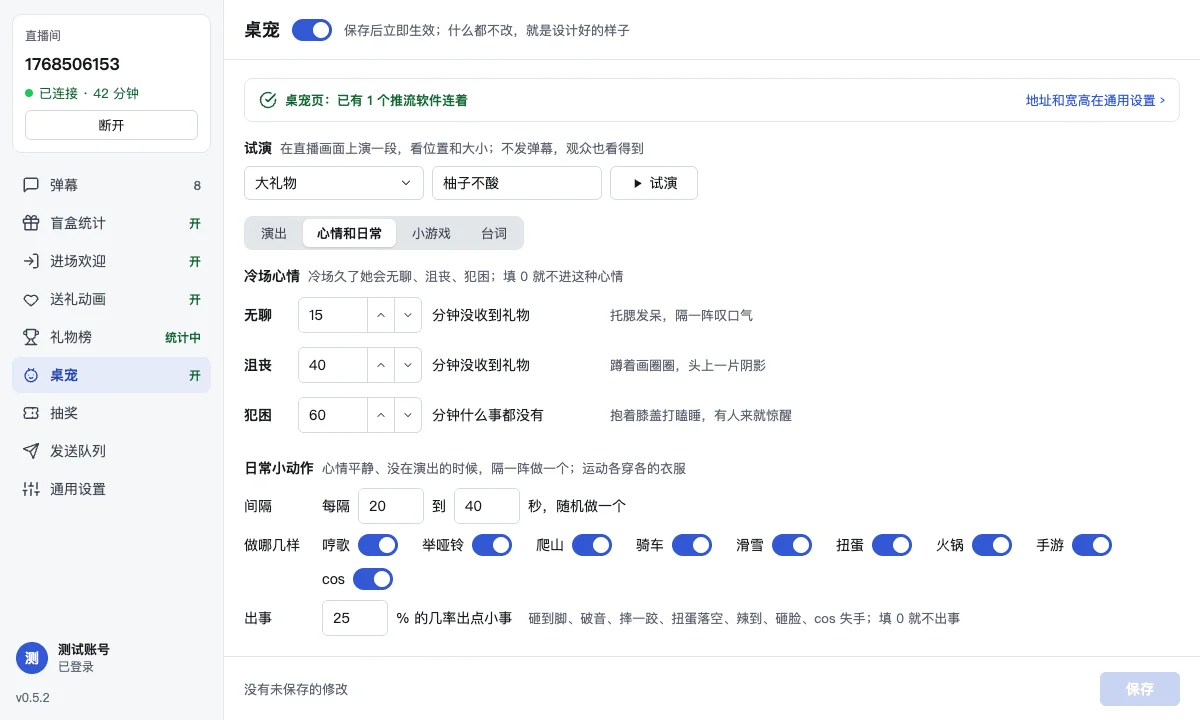 直播间
1768506153
已连接 · 42 分钟
断开
弹幕 8
盲盒统计 开
进场欢迎 开
送礼动画 开
礼物榜 统计中
桌宠 开
抽奖
发送队列
通用设置
测 测试账号
已登录
v0.5.2
桌宠 保存后立即生效；什么都不改，就是设计好的样子
桌宠页：已有 1 个推流软件连着 地址和宽高在通用设置 ›
试演 在直播画面上演一段，看位置和大小；不发弹幕，观众也看得到
大礼物 柚子不酸 试演
演出 心情和日常 小游戏 台词
冷场心情 冷场久了她会无聊、沮丧、犯困；填 0 就不进这种心情
无聊 15 分钟没收到礼物 托腮发呆，隔一阵叹口气
沮丧 40 分钟没收到礼物 蹲着画圈圈，头上一片阴影
犯困 60 分钟什么事都没有 抱着膝盖打瞌睡，有人来就惊醒
日常小动作 心情平静、没在演出的时候，隔一阵做一个；运动各穿各的衣服
间隔 每隔 20 到 40 秒，随机做一个
做哪几样 哼歌 举哑铃 爬山 骑车 滑雪 扭蛋 火锅 手游
cos
出事 25 % 的几率出点小事 砸到脚、破音、摔一跤、扭蛋落空、辣到、砸脸、cos 失手；填 0 就不出事
没有未保存的修改 保存